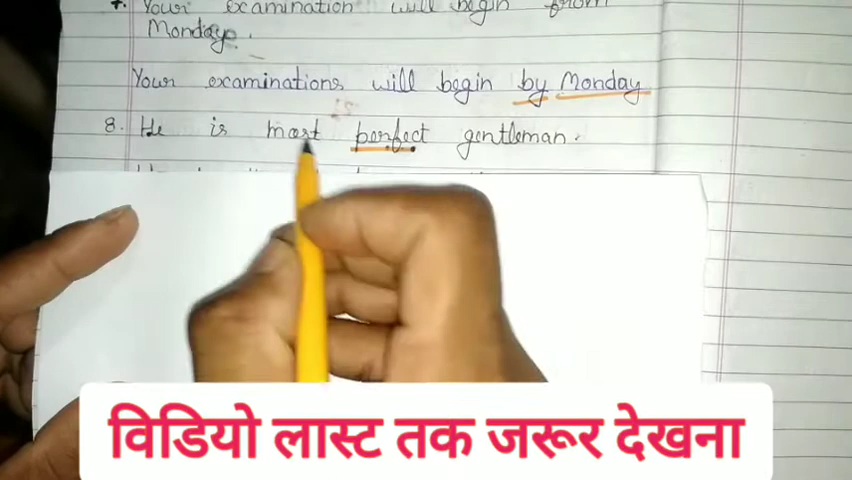 7. Your examination will begin from
Monday.
Your examinations will begin by Monday
8. He is most perfect gentleman.
विडियो लास्ट तक जरूर देखना